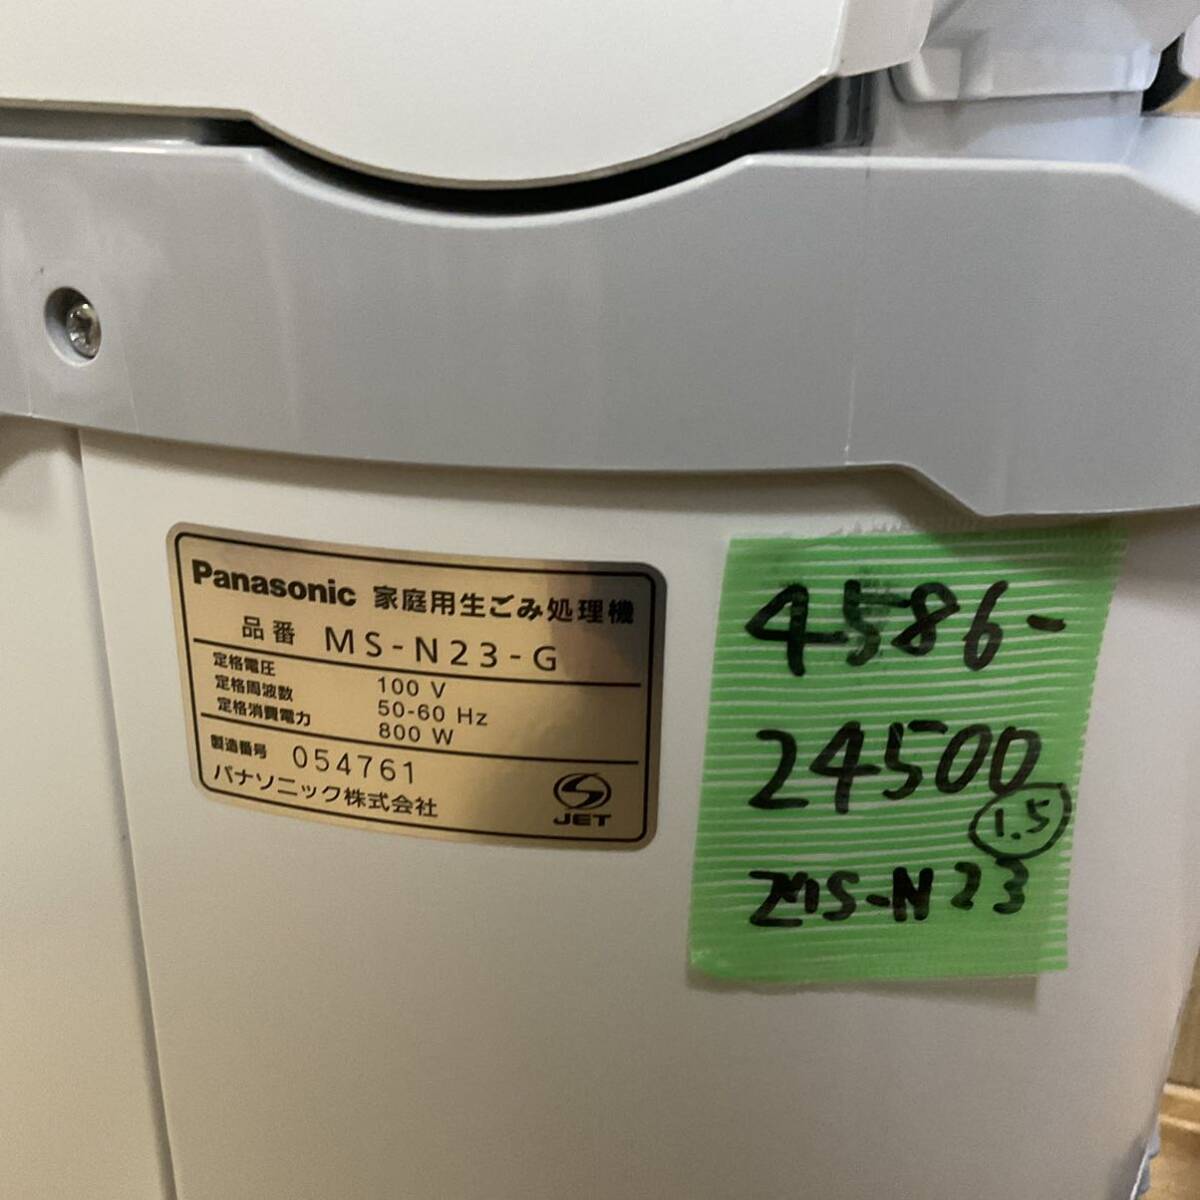 Panasonic 家庭用生ごみ処理機
品番 MS-N23-G
定格電圧 100 V
定格周波数 50-60 Hz
定格消費電力 800 W
製造番号 054761
パナソニック株式会社
JET
4586-
24500
1.5
MS-N23